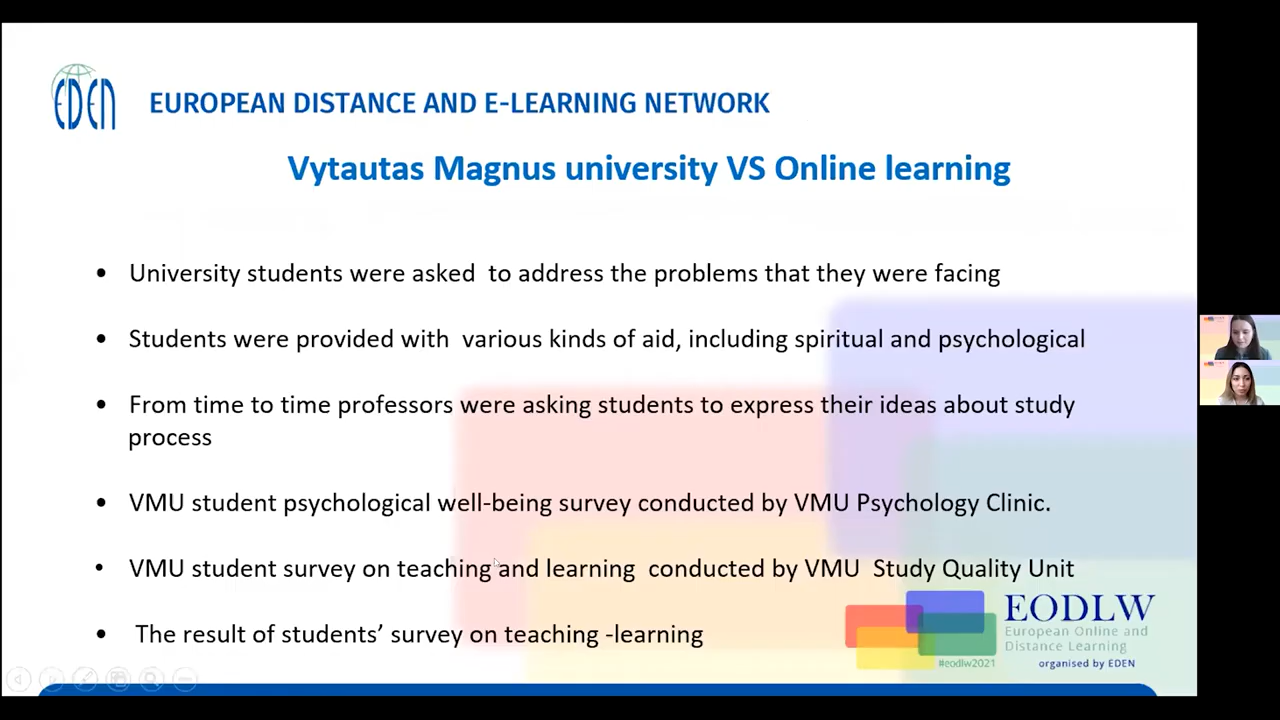 EDEN
EUROPEAN DISTANCE AND E-LEARNING NETWORK
Vytautas Magnus university VS Online learning
• University students were asked  to address the problems that they were facing
• Students were provided with  various kinds of aid, including spiritual and psychological
• From time to time professors were asking students to express their ideas about study
process
• VMU student psychological well-being survey conducted by VMU Psychology Clinic.
• VMU student survey on teaching and learning  conducted by VMU  Study Quality Unit
• The result of students’ survey on teaching -learning
EODLW
European Online and
Distance Learning
#eodlw2021
organised by EDEN